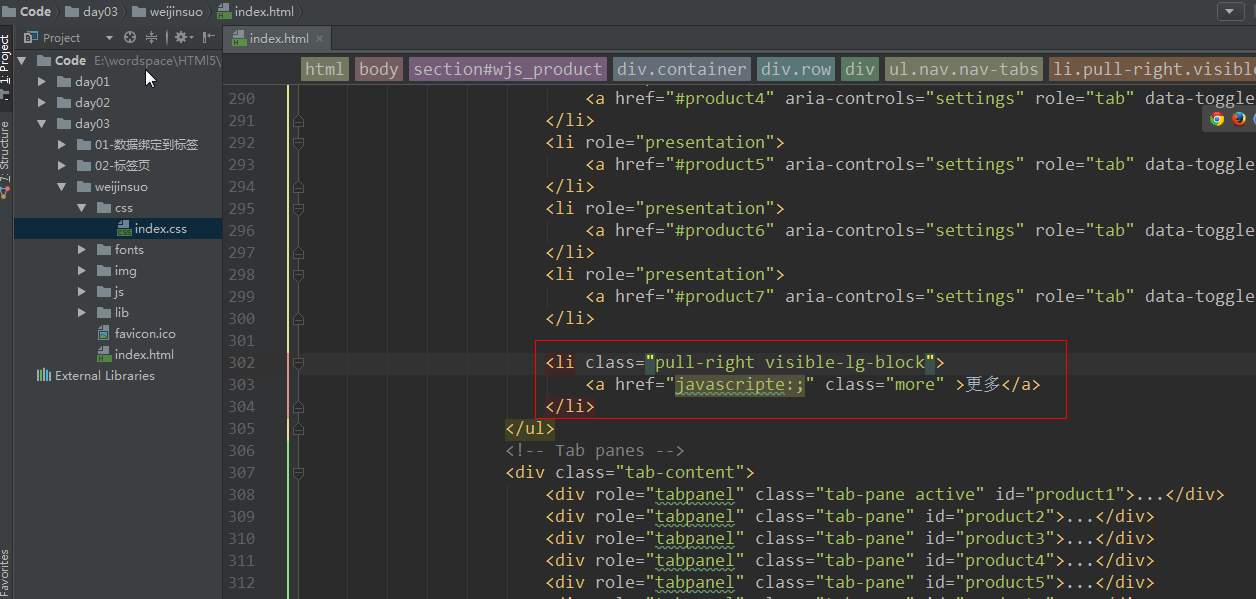 Code day03 weijinsuo index.html
Project
index.html
1: Project
Code E:\wordspace\HTMl5\
day01
day02
day03
01-数据绑定到标签
02-标签页
weijinsuo
css
index.css
fonts
img
js
lib
favicon.ico
index.html
External Libraries
7: Structure
Favorites
html body section#wjs_product div.container div.row div ul.nav.nav-tabs li.pull-right.visible
290 <a href="#product4" aria-controls="settings" role="tab" data-toggle
291 </li>
292 <li role="presentation">
293 <a href="#product5" aria-controls="settings" role="tab" data-toggle
294 </li>
295 <li role="presentation">
296 <a href="#product6" aria-controls="settings" role="tab" data-toggle
297 </li>
298 <li role="presentation">
299 <a href="#product7" aria-controls="settings" role="tab" data-toggle
300 </li>
301
302 <li class="pull-right visible-lg-block">
303 <a href="javascripte:;" class="more" >更多</a>
304 </li>
305 </ul>
306 <!-- Tab panes -->
307 <div class="tab-content">
308 <div role="tabpanel" class="tab-pane active" id="product1">...</div>
309 <div role="tabpanel" class="tab-pane" id="product2">...</div>
310 <div role="tabpanel" class="tab-pane" id="product3">...</div>
311 <div role="tabpanel" class="tab-pane" id="product4">...</div>
312 <div role="tabpanel" class="tab-pane" id="product5">...</div>